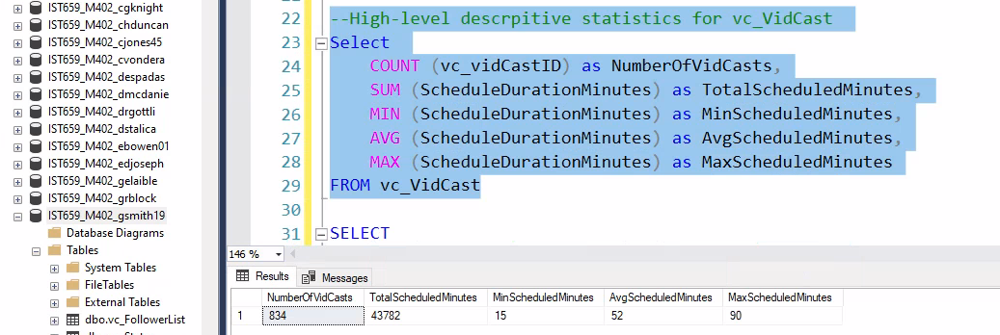 IST659_M402_cgknight
IST659_M402_chduncan
IST659_M402_cjones45
IST659_M402_cvondera
IST659_M402_despadas
IST659_M402_dmcdanie
IST659_M402_drgottli
IST659_M402_dstalica
IST659_M402_ebowen01
IST659_M402_edjoseph
IST659_M402_gelaible
IST659_M402_grblock
IST659_M402_gsmith19
Database Diagrams
Tables
System Tables
FileTables
External Tables
dbo.vc_FollowerList
22 --High-level descrpitive statistics for vc_VidCast
23 Select
24 COUNT (vc_vidCastID) as NumberOfVidCasts,
25 SUM (ScheduleDurationMinutes) as TotalScheduledMinutes,
26 MIN (ScheduleDurationMinutes) as MinScheduledMinutes,
27 AVG (ScheduleDurationMinutes) as AvgScheduledMinutes,
28 MAX (ScheduleDurationMinutes) as MaxScheduledMinutes
29 FROM vc_VidCast
30
31 SELECT
146 %
Results Messages
NumberOfVidCasts TotalScheduledMinutes MinScheduledMinutes AvgScheduledMinutes MaxScheduledMinutes
1 834 43782 15 52 90